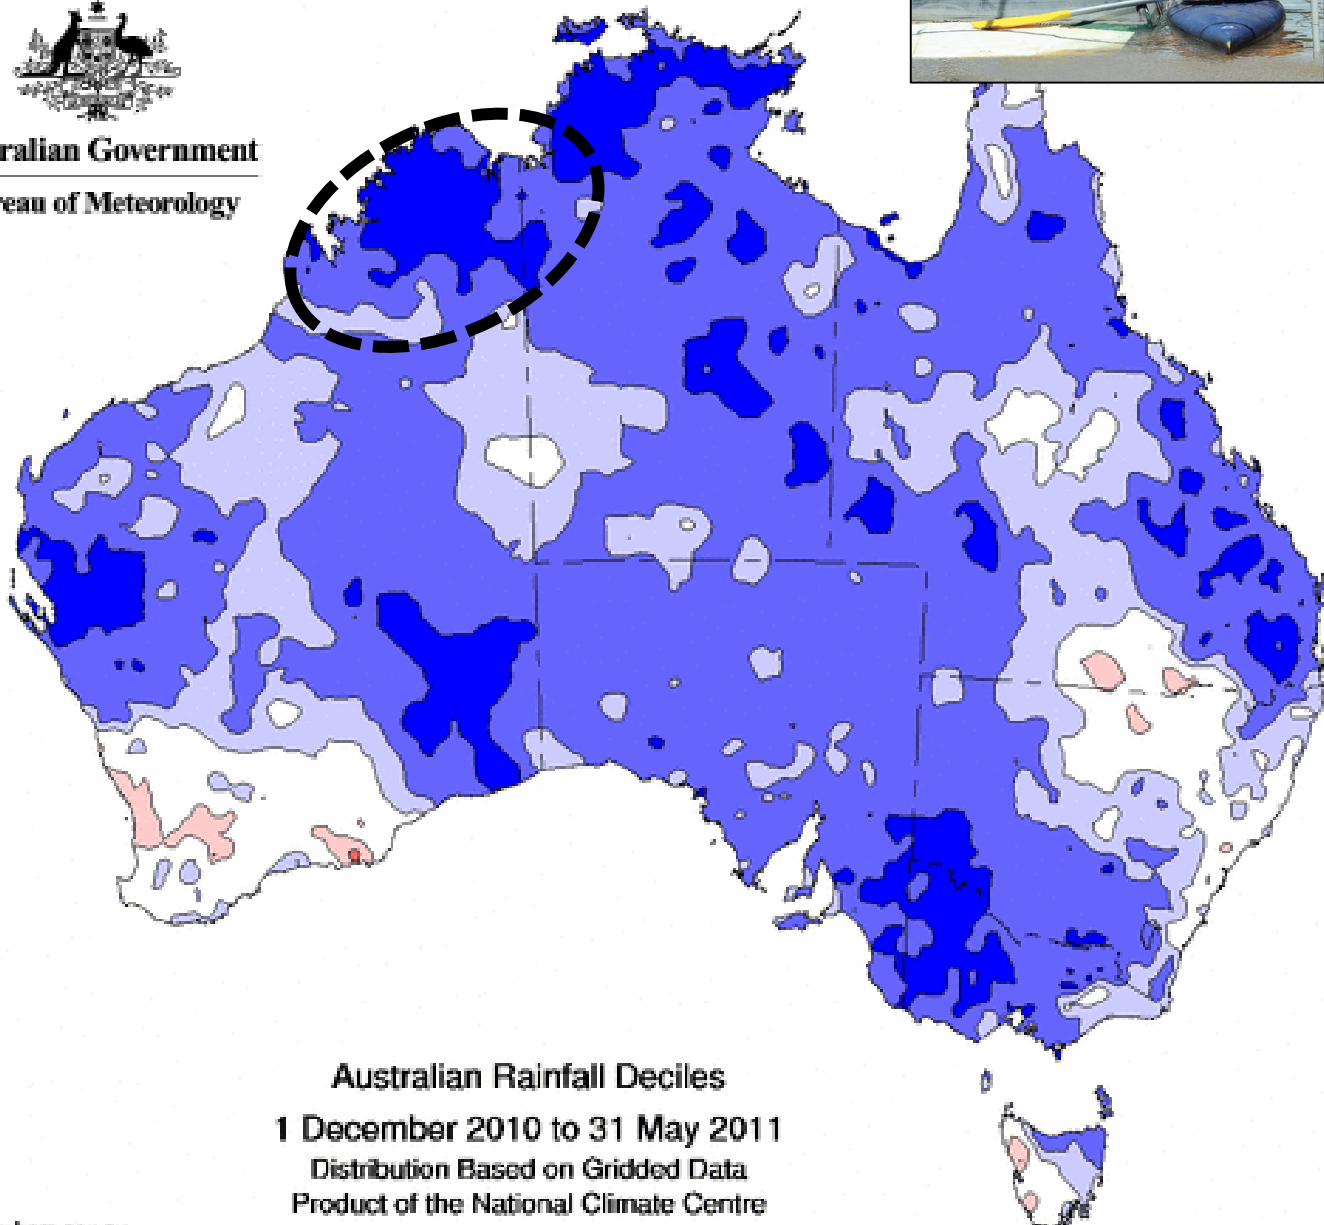 ralian Government
reau of Meteorology
Australian Rainfall Deciles
1 December 2010 to 31 May 2011
Distribution Based on Gridded Data
Product of the National Climate Centre